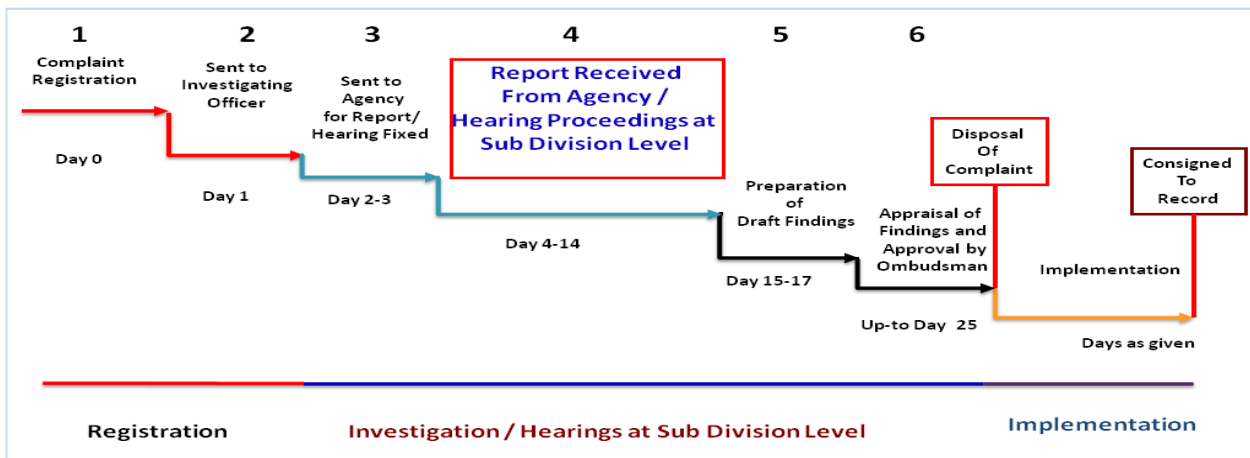 1
2
3
4
5
6
Complaint
Registration
Day 0
Sent to
Investigating
Officer
Day 1
Sent to
Agency
for Report/
Hearing Fixed
Day 2-3
Report Received
From Agency /
Hearing Proceedings at
Sub Division Level
Day 4-14
Preparation
of
Draft Findings
Day 15-17
Appraisal of
Findings and
Approval by
Ombudsman
Up-to Day 25
Disposal
Of
Complaint
Implementation
Days as given
Consigned
To
Record
Registration
Investigation / Hearings at Sub Division Level
Implementation